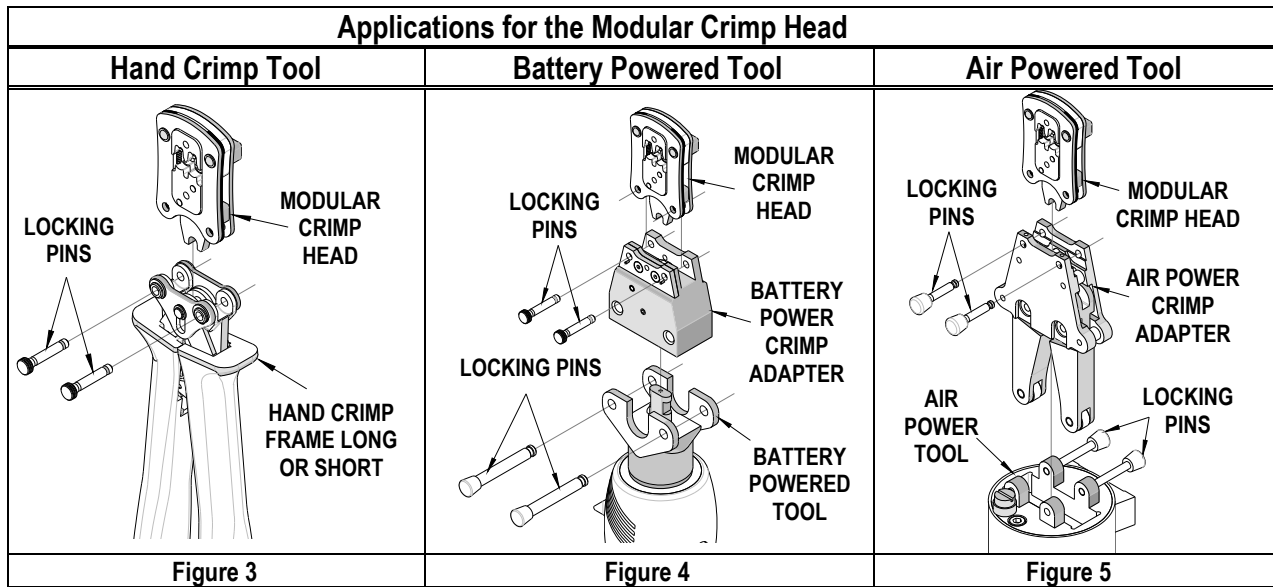 Applications for the Modular Crimp Head
Hand Crimp Tool
Battery Powered Tool
Air Powered Tool
LOCKING
PINS
MODULAR
CRIMP
HEAD
HAND CRIMP
FRAME LONG
OR SHORT
MODULAR
CRIMP
HEAD
LOCKING
PINS
BATTERY
POWER
CRIMP
ADAPTER
LOCKING PINS
BATTERY
POWERED
TOOL
LOCKING
PINS
MODULAR
CRIMP HEAD
AIR POWER
CRIMP
ADAPTER
AIR
POWER
TOOL
LOCKING
PINS
Figure 3
Figure 4
Figure 5